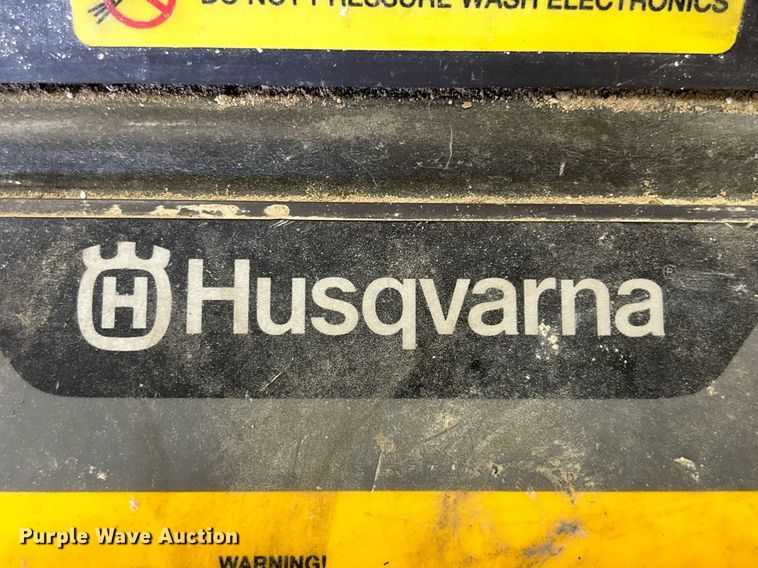 DO NOT PRESSURE WASH ELECTRONICS
H Husqvarna®
WARNING!
Purple Wave Auction